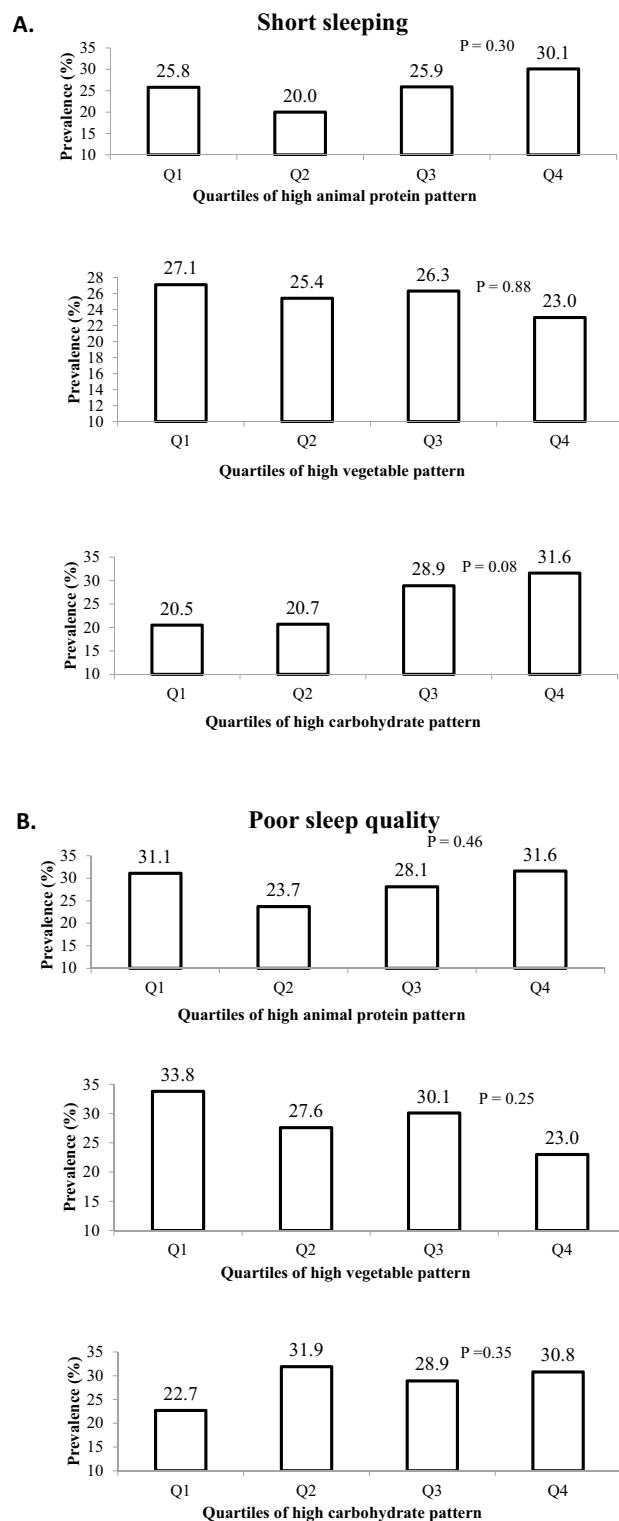 A.
Short sleeping
P = 0.30
Prevalence (%)
35
30
25
20
15
10
25.8
20.0
25.9
30.1
Q1 Q2 Q3 Q4
Quartiles of high animal protein pattern
Prevalence (%)
28
26
24
22
20
18
16
14
12
10
27.1
25.4
26.3
P = 0.88
23.0
Q1 Q2 Q3 Q4
Quartiles of high vegetable pattern
Prevalence (%)
35
30
25
20
15
10
20.5
20.7
28.9
P = 0.08
31.6
Q1 Q2 Q3 Q4
Quartiles of high carbohydrate pattern
B.
Poor sleep quality
P = 0.46
Prevalence (%)
35
30
25
20
15
10
31.1
23.7
28.1
31.6
Q1 Q2 Q3 Q4
Quartiles of high animal protein pattern
Prevalence (%)
35
30
25
20
15
10
33.8
27.6
30.1
P = 0.25
23.0
Q1 Q2 Q3 Q4
Quartiles of high vegetable pattern
Prevalence (%)
35
30
25
20
15
10
22.7
31.9
28.9
P =0.35
30.8
Q1 Q2 Q3 Q4
Quartiles of high carbohydrate pattern